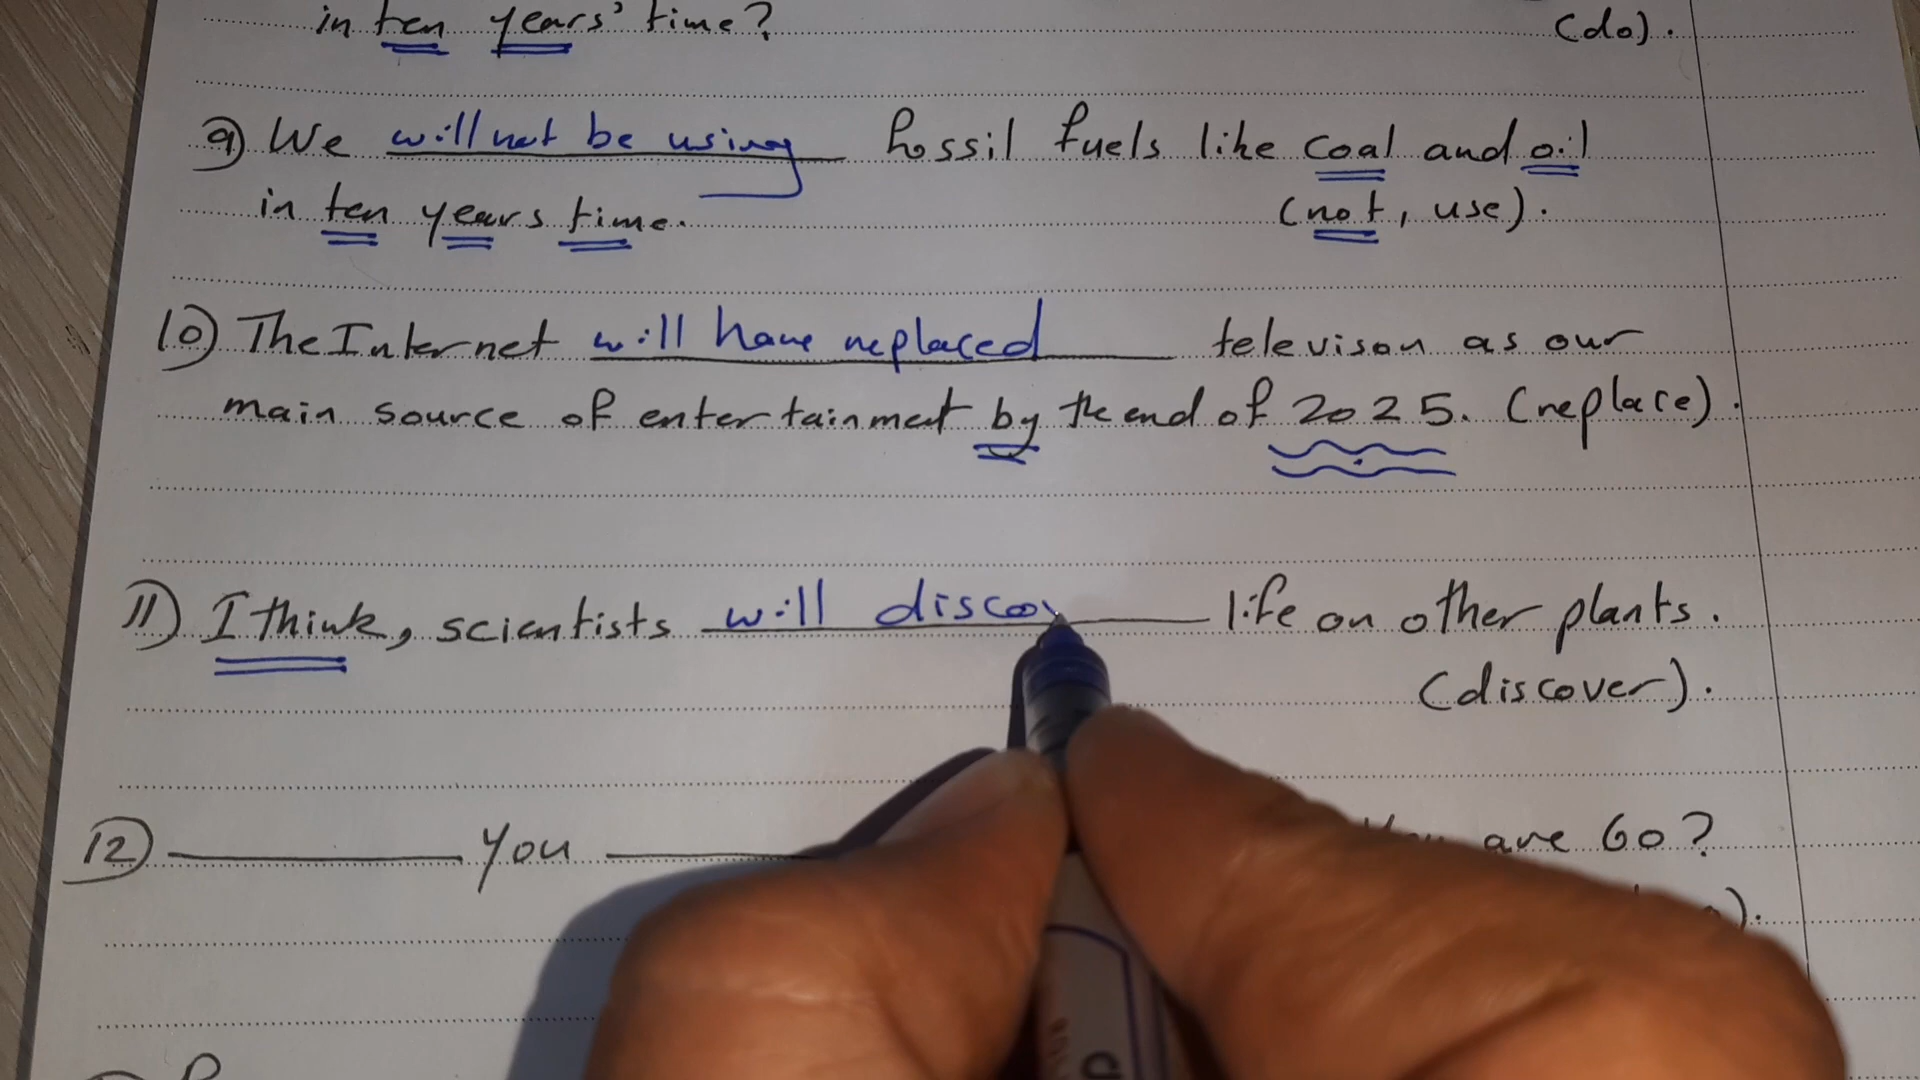 in ten years' time?
(do).
9) We will not be using fossil fuels like coal and oil
in ten years time. (not, use).
10) The Internet will have replaced televison as our
main source of entertainment by the end of 2025. (replace).
11) I think, scientists will discov life on other plants.
(discover).
12) ____ you ____ are 60?